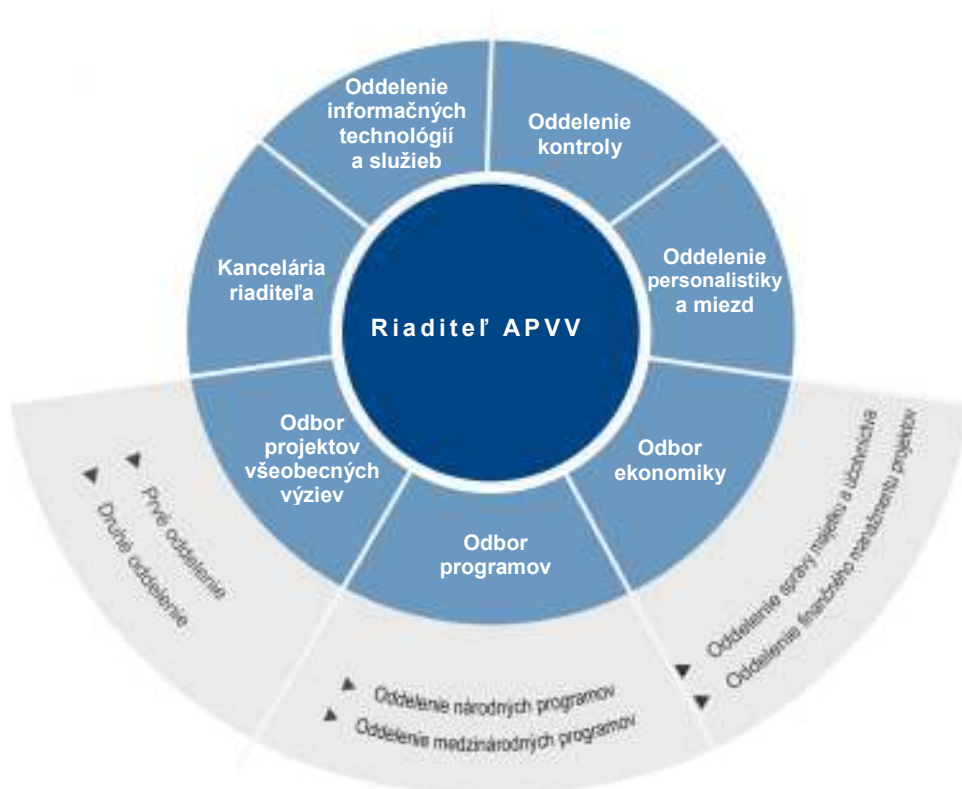 Oddelenie
informačných
technológií
a služieb
Oddelenie
kontroly
Kancelária
riaditeľa
Oddelenie
personalistiky
a miezd
Riaditeľ APVV
Odbor
projektov
všeobecných
výziev
Odbor
ekonomiky
Odbor
programov
Prvé oddelenie
Druhé oddelenie
Oddelenie národných programov
Oddelenie medzinárodných programov
Oddeleine správy majetku a účtovníctva
Oddelenie finančného manažmentu projektov